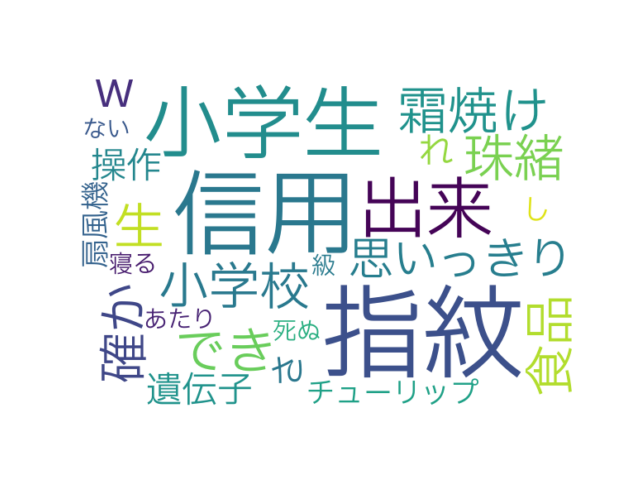 W
小学生
霜焼け
ない
れ
珠緒
操作
信用
出来
扇風機
生
し
思いっきり
寝る
小学校
級
確か
あたり
指紋
食品
でき
死ぬ
れ
遺伝子
チューリップ